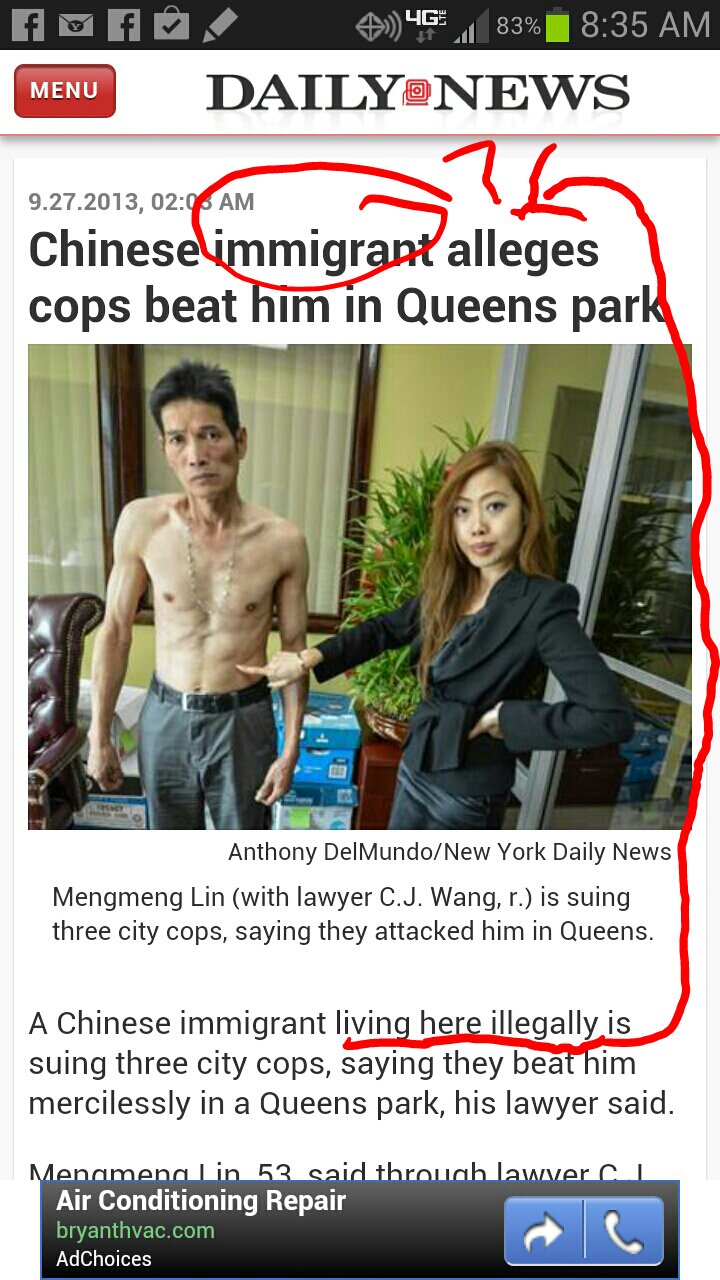 83% 8:35 AM
4G LTE
MENU
DAILY NEWS
9.27.2013, 02:03 AM
Chinese immigrant alleges
cops beat him in Queens park
Anthony DelMundo/New York Daily News
Mengmeng Lin (with lawyer C.J. Wang, r.) is suing
three city cops, saying they attacked him in Queens.
A Chinese immigrant living here illegally is
suing three city cops, saying they beat him
mercilessly in a Queens park, his lawyer said.
Mengmeng Lin, 53, said through lawyer C.J.
Air Conditioning Repair
bryanthvac.com
AdChoices